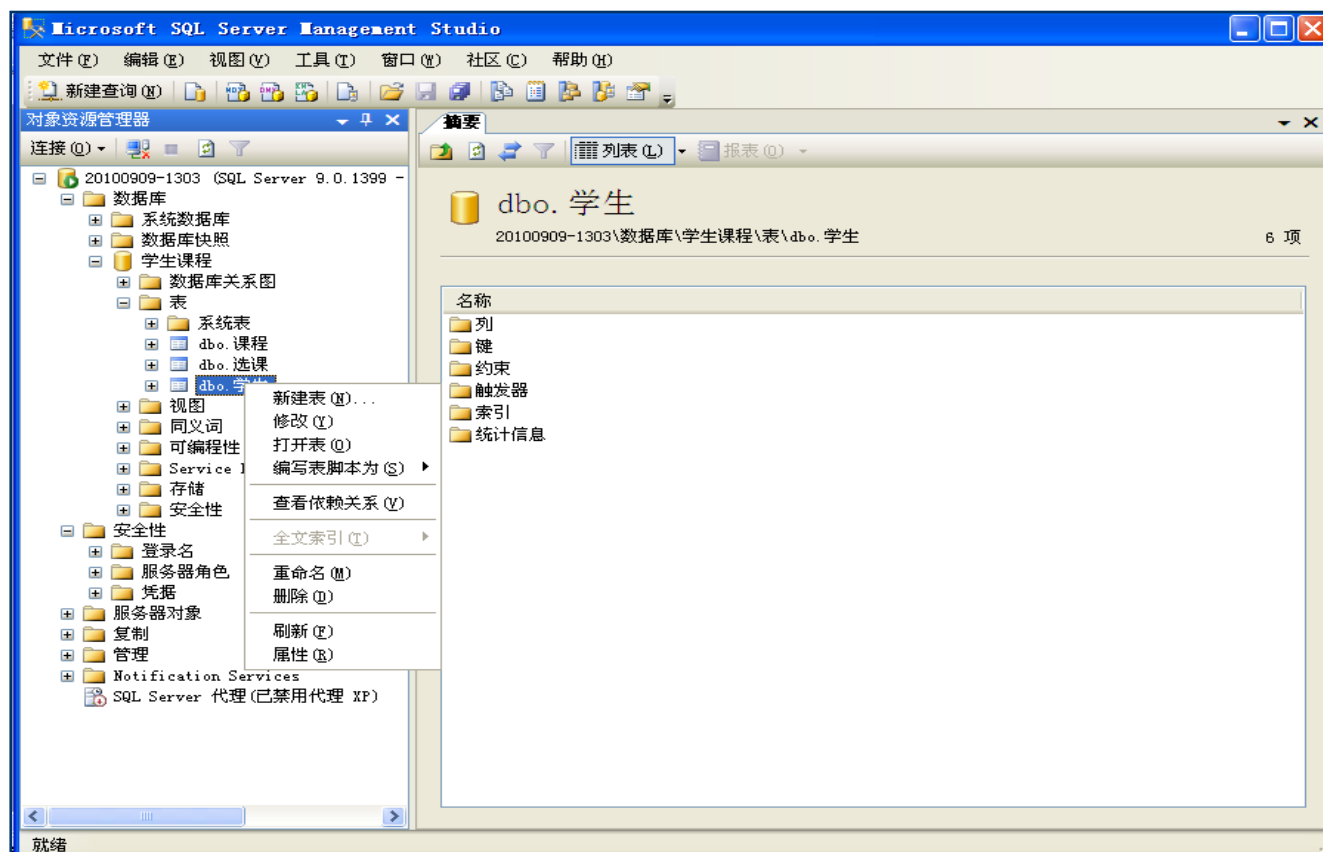 Microsoft SQL Server Management Studio
文件(F) 编辑(E) 视图(V) 工具(T) 窗口(W) 社区(C) 帮助(H)
新建查询(N)
对象资源管理器
连接(O)
20100909-1303 (SQL Server 9.0.1399 -
数据库
系统数据库
数据库快照
学生课程
数据库关系图
表
系统表
dbo.课程
dbo.选课
dbo.学生
视图
同义词
可编程性
Service
存储
安全性
安全性
登录名
服务器角色
凭据
服务器对象
复制
管理
Notification Services
SQL Server 代理(已禁用代理 XP)
新建表(N)...
修改(Y)
打开表(O)
编写表脚本为(S)
查看依赖关系(V)
全文索引(T)
重命名(M)
删除(D)
刷新(F)
属性(R)
摘要
列表(L) 报表(O)
dbo.学生
20100909-1303\数据库\学生课程\表\dbo.学生
6 项
名称
列
键
约束
触发器
索引
统计信息
就绪